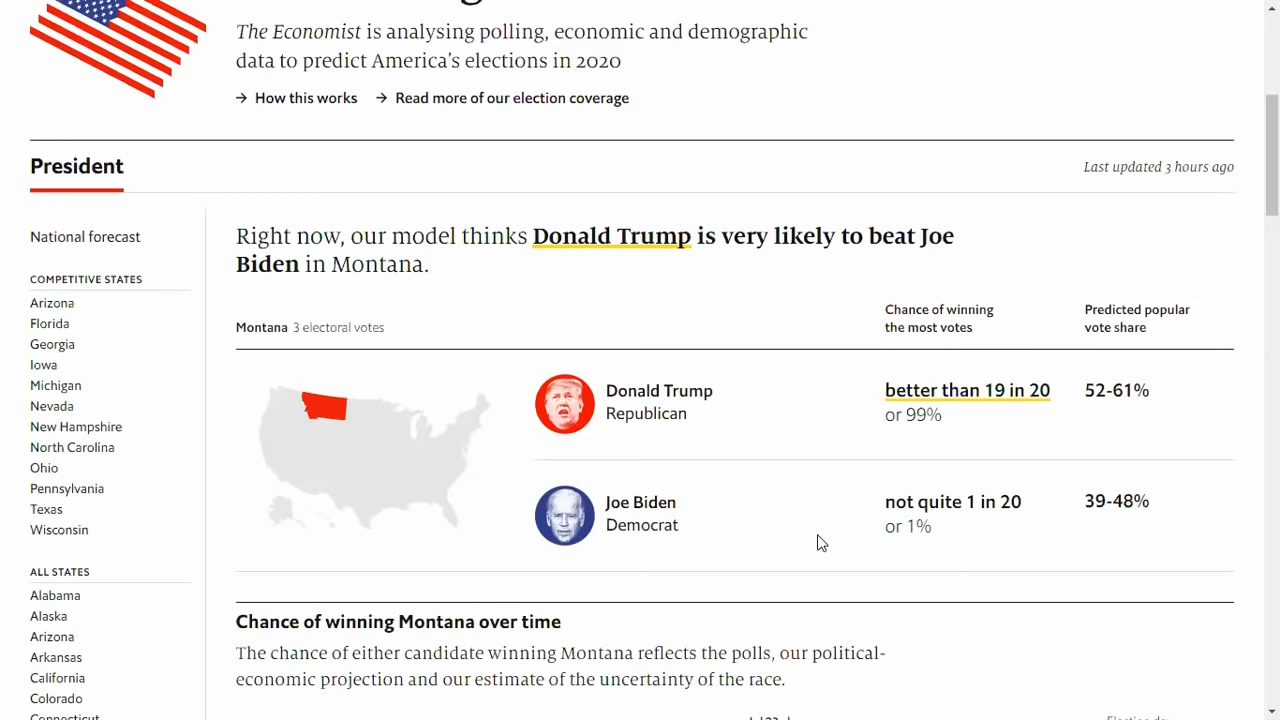 The Economist is analysing polling, economic and demographic
data to predict America's elections in 2020
→ How this works → Read more of our election coverage
President
Last updated 3 hours ago
National forecast
COMPETITIVE STATES
Arizona
Florida
Georgia
Iowa
Michigan
Nevada
New Hampshire
North Carolina
Ohio
Pennsylvania
Texas
Wisconsin
ALL STATES
Alabama
Alaska
Arizona
Arkansas
California
Colorado
Connecticut
Right now, our model thinks Donald Trump is very likely to beat Joe
Biden in Montana.
Montana 3 electoral votes
Chance of winning
the most votes
Predicted popular
vote share
Donald Trump
Republican
better than 19 in 20
or 99%
52-61%
Joe Biden
Democrat
not quite 1 in 20
or 1%
39-48%
Chance of winning Montana over time
The chance of either candidate winning Montana reflects the polls, our political-
economic projection and our estimate of the uncertainty of the race.
Election day